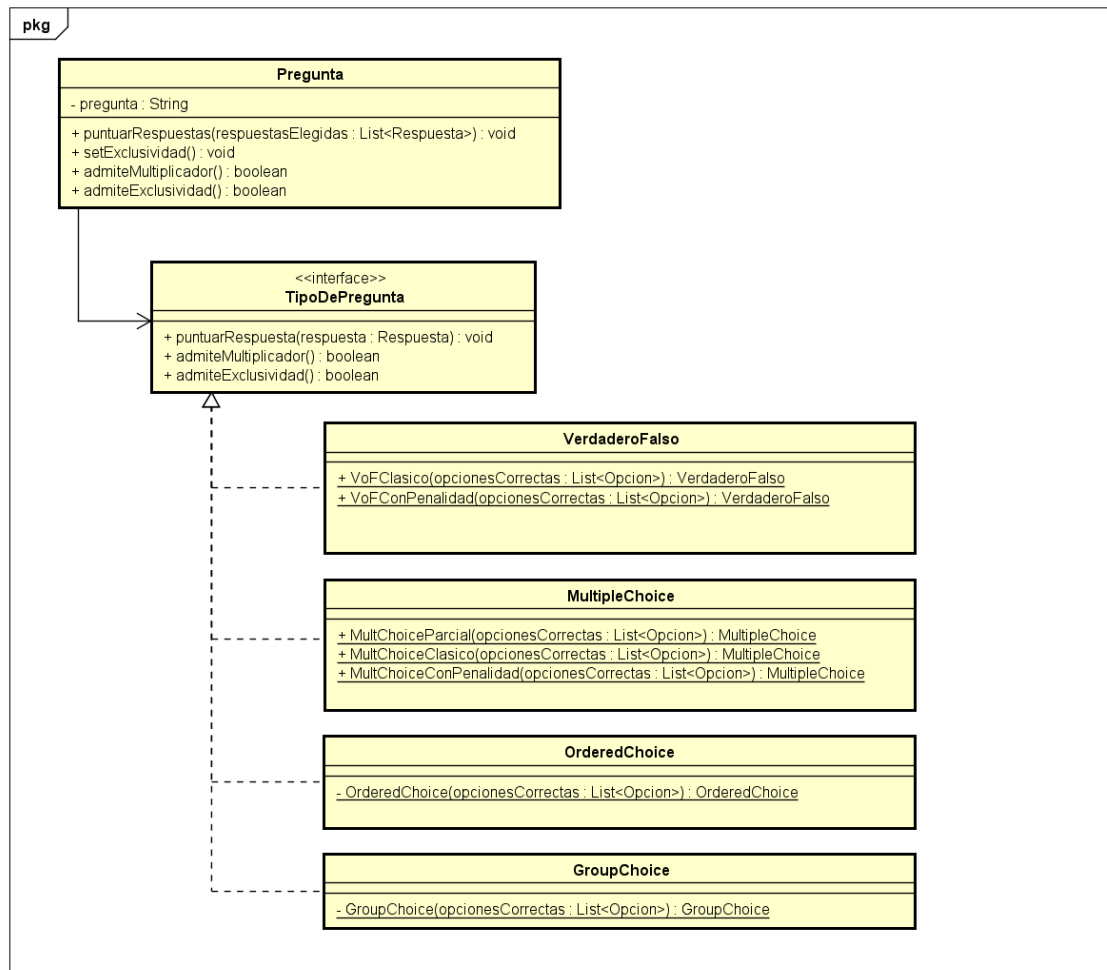 pkg
Pregunta
- pregunta : String
+ puntuarRespuestas(respuestasElegidas : List<Respuesta>) : void
+ setExclusividad() : void
+ admiteMultiplicador() : boolean
+ admiteExclusividad() : boolean
<<interface>>
TipoDePregunta
+ puntuarRespuesta(respuesta : Respuesta) : void
+ admiteMultiplicador() : boolean
+ admiteExclusividad() : boolean
VerdaderoFalso
+ VoFClasico(opcionesCorrectas : List<Opcion>) : VerdaderoFalso
+ VoFConPenalidad(opcionesCorrectas : List<Opcion>) : VerdaderoFalso
MultipleChoice
+ MultChoiceParcial(opcionesCorrectas : List<Opcion>) : MultipleChoice
+ MultChoiceClasico(opcionesCorrectas : List<Opcion>) : MultipleChoice
+ MultChoiceConPenalidad(opcionesCorrectas : List<Opcion>) : MultipleChoice
OrderedChoice
- OrderedChoice(opcionesCorrectas : List<Opcion>) : OrderedChoice
GroupChoice
- GroupChoice(opcionesCorrectas : List<Opcion>) : GroupChoice